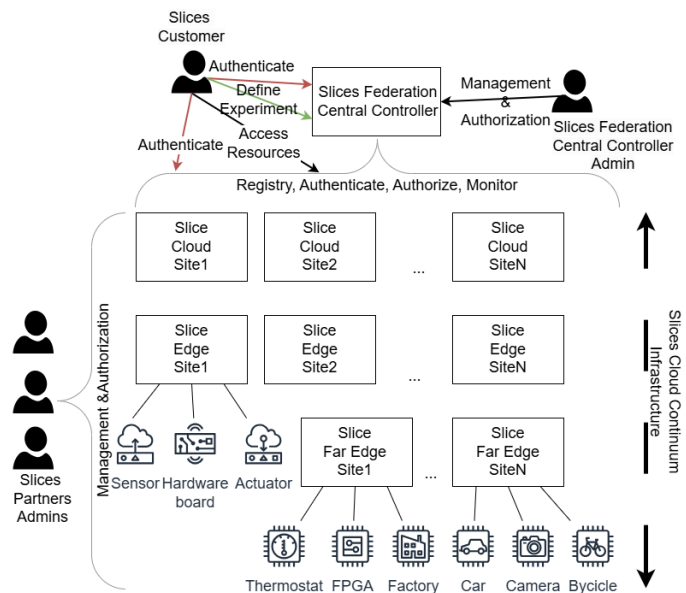 Slices
Customer
Authenticate
Define
Experiment
Access
Resources
Authenticate
Slices Federation
Central Controller
Management
&
Authorization
Slices Federation
Central Controller
Admin
Registry, Authenticate, Authorize, Monitor
Slice
Cloud
Site1
Slice
Cloud
Site2
...
Slice
Cloud
SiteN
Slice
Edge
Site1
Slice
Edge
Site2
...
Slice
Edge
SiteN
Slice
Far Edge
Site1
...
Slice
Far Edge
SiteN
Management &Authorization
Slices
Partners
Admins
Slices Cloud Continuum
Infrastructure
Sensor
Hardware
board
Actuator
Thermostat
FPGA
Factory
Car
Camera
Bycicle